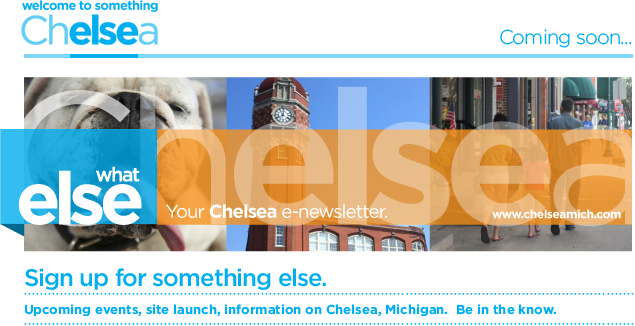 welcome to something
Chelsea
Coming soon...
Chelsea
what
else
Your Chelsea e-newsletter.
www.chelseamich.com
Sign up for something else.
Upcoming events, site launch, information on Chelsea, Michigan.  Be in the know.